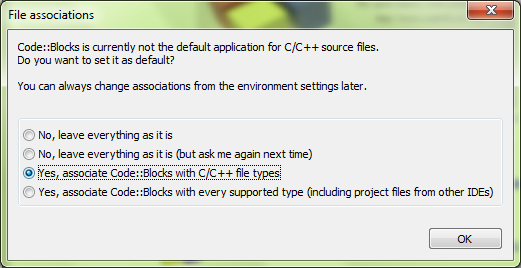 File associations
Code::Blocks is currently not the default application for C/C++ source files.
Do you want to set it as default?
You can always change associations from the environment settings later.
No, leave everything as it is
No, leave everything as it is (but ask me again next time)
Yes, associate Code::Blocks with C/C++ file types
Yes, associate Code::Blocks with every supported type (including project files from other IDEs)
OK